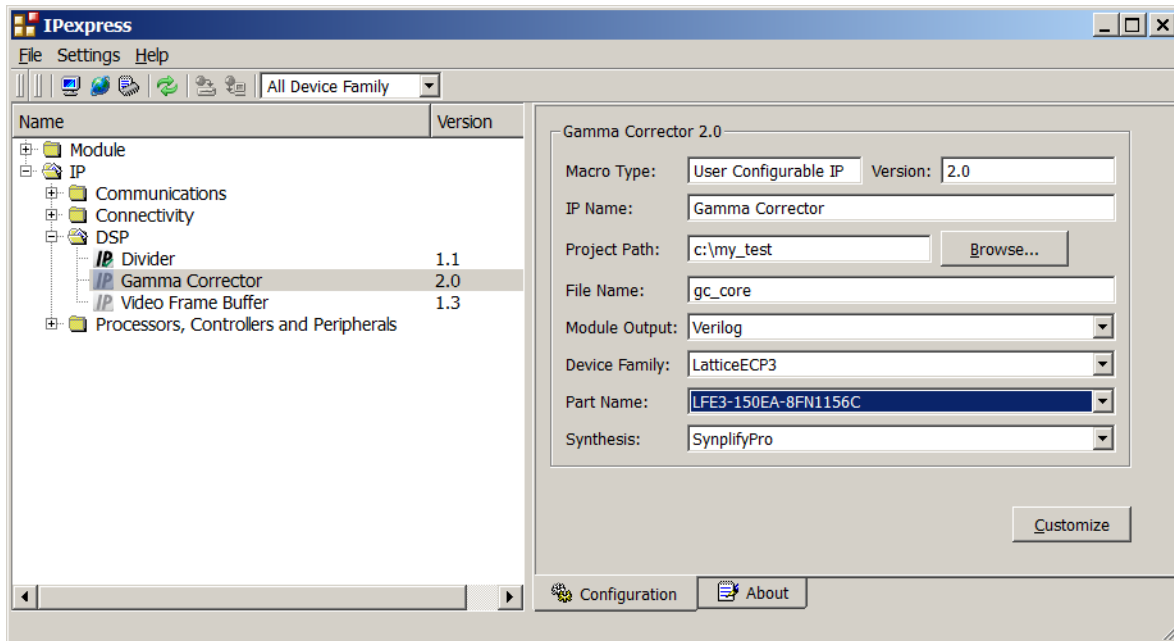 IPexpress
File Settings Help
All Device Family
Name Version
Module
IP
Communications
Connectivity
DSP
IP Divider 1.1
IP Gamma Corrector 2.0
IP Video Frame Buffer 1.3
Processors, Controllers and Peripherals
Gamma Corrector 2.0
Macro Type: User Configurable IP Version: 2.0
IP Name: Gamma Corrector
Project Path: c:\my_test Browse...
File Name: gc_core
Module Output: Verilog
Device Family: LatticeECP3
Part Name: LFE3-150EA-8FN1156C
Synthesis: SynplifyPro
Customize
Configuration About